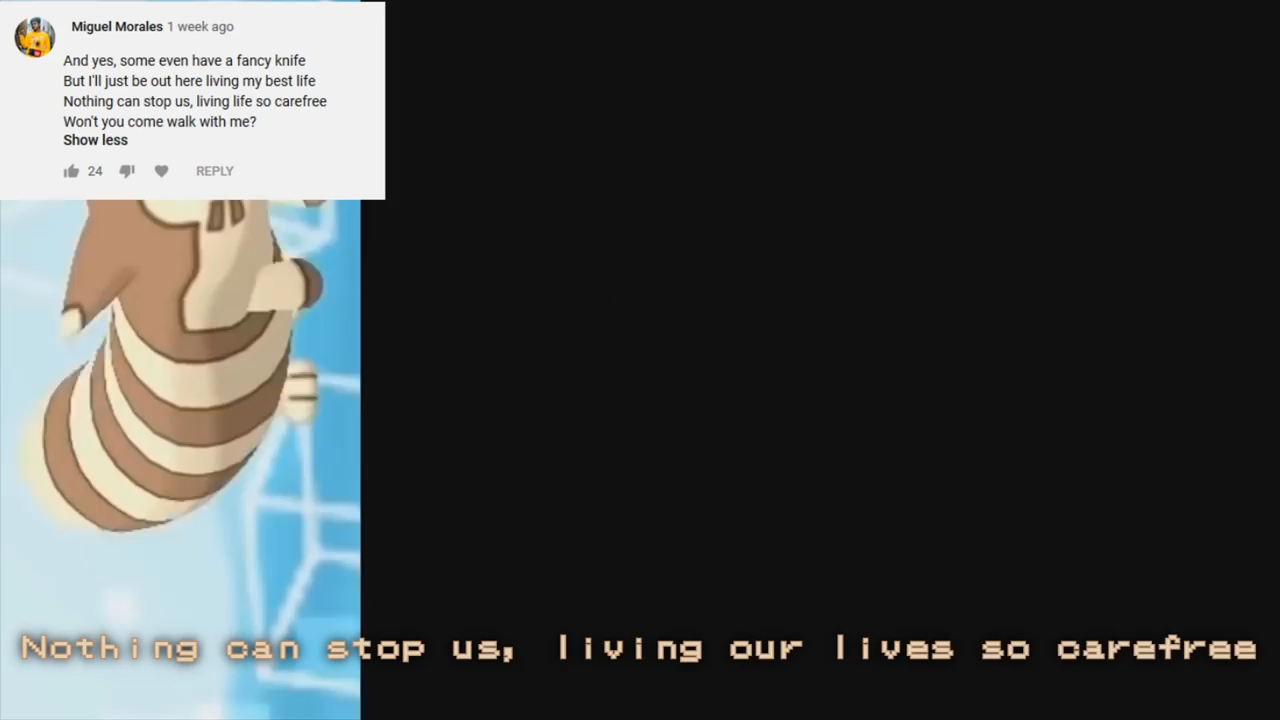 Miguel Morales 1 week ago
And yes, some even have a fancy knife
But I'll just be out here living my best life
Nothing can stop us, living life so carefree
Won't you come walk with me?
Show less
24 REPLY
Nothing can stop us, living our lives so carefree